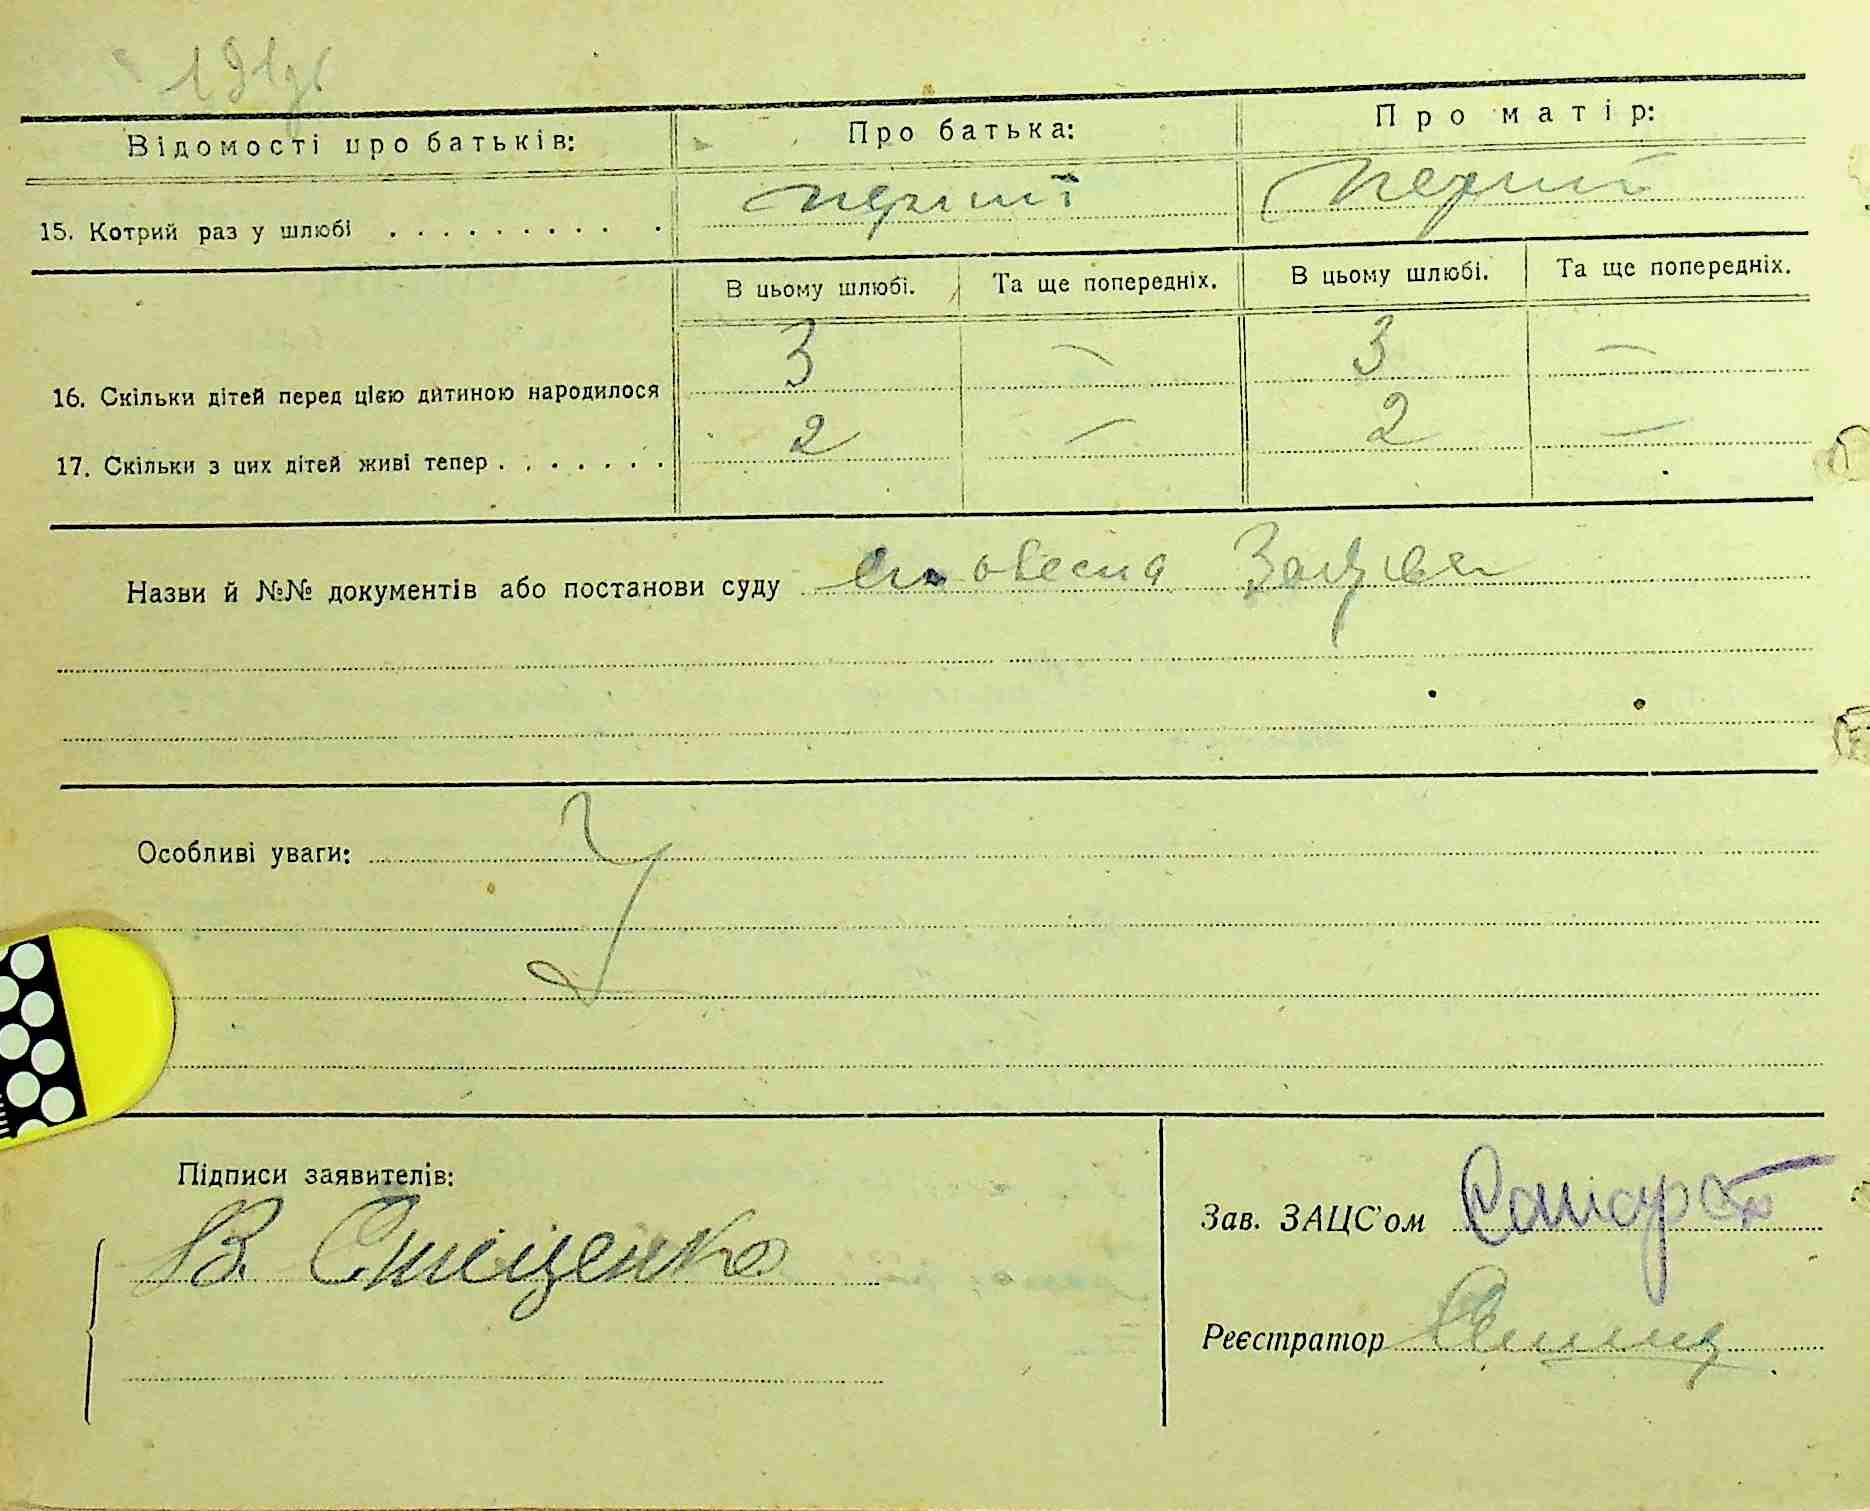 Відомості про батьків: Про батька: Про матір:
15. Котрий раз у шлюбі . . . . . . . . . . перший перший
В цьому шлюбі. Та ще попередніх. В цьому шлюбі. Та ще попередніх.
16. Скільки дітей перед цією дитиною народилося 3 — 3 —
17. Скільки з цих дітей живі тепер . . . . . . . 2 — 2 —
Назви й №№ документів або постанови суду словесна Заява
Особливі уваги:
Підписи заявителів:
Зав. ЗАЦС'ом
В.
Реєстратор